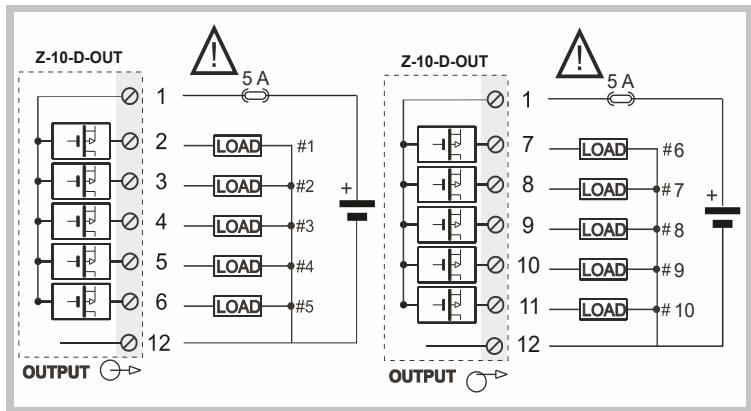 Z-10-D-OUT
!
5 A
1
2 LOAD #1
3 LOAD #2
+
4 LOAD #3
5 LOAD #4
6 LOAD #5
12
OUTPUT
Z-10-D-OUT
!
5 A
1
7 LOAD #6
8 LOAD #7
+
9 LOAD #8
10 LOAD #9
11 LOAD # 10
12
OUTPUT